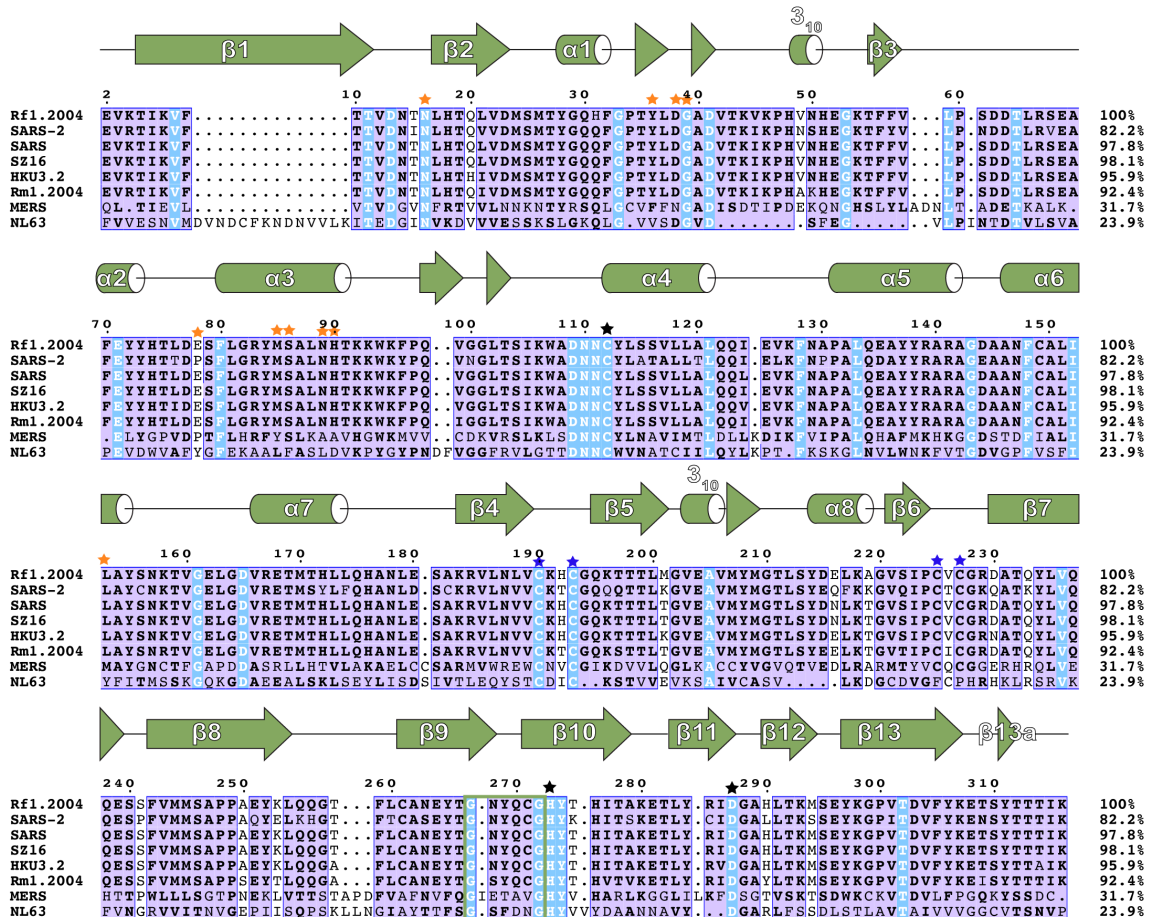 β1 β2 α1 3₁₀ β3
2 10 20 30 40 50 60
Rf1.2004 EVKTIKVF..............TTVDNTNLHTQLVDMSMTYGQHFGPTYLDGADVTKVKPHVNHEGKTFFV...LP.SDDTLRSEA 100%
SARS-2 EVRTIKVF..............TTVDNINLHTQVVDMSMTYGQQFGPTYLDGADVTKIKPHVNHEGKTFFV...LP.SDDTLRVEA 82.2%
SARS EVKTIKVF..............TTVDNTNLHTQLVDMSMTYGQQFGPTYLDGADVTKIKPHVNHEGKTFFV...LP.SDDTLRSEA 97.8%
SZ16 EVKTIKVF..............TTVDNTNLHTQLVDMSMTYGQQFGPTYLDGADVTKIKPHVNHEGKTFFV...LP.SDDTLRSEA 98.1%
HKU3.2 EVKTIKVF..............TTVDNTNLHTHIVDMSMTYGQQFGPTYLDGADVTKIKPHVNHEGKTFFV...LP.SDDTLRSEA 95.9%
Rm1.2004 EVRTIKVF..............TTVDNTNLHTQIVDMSMTYGQQFGPTYLDGADVTKIKPHAKHEGKTFFV...LP.SDDTLRSEA 92.4%
MERS QL.TIEVL..............VTVDGVNFRTVVLNNKNTYRSQLGCVFFNGADISDTIPDEKQNGHSLYLADNLT.ADETKALK. 31.7%
NL63 FVVESNVMDVNDCFKNDNVVLKITEDGINVKDVVVESSKSLGKQLG.VVSDGVD.......SFEG.....V..VLPINTDTVLSVA 23.9%
α2 α3 α4 α5 α6
70 80 90 100 110 120 130 140 150
Rf1.2004 FEYYHTLDESFLGRYMSALNHTKKWKFPQ..VGGLTSIKWADNNCYLSSVLLALQQI.EVKFNAPALQEAYYRARAGDAANFCALI 100%
SARS-2 FEYYHTTDPSFLGRYMSALNHTKKWKYPQ..VNGLTSIKWADNNCYLATALLTLQQI.ELKFNPPALQDAYYRARAGEAANFCALI 82.2%
SARS FEYYHTLDESFLGRYMSALNHTKKWKFPQ..VGGLTSIKWADNNCYLSSVLLALQQL.EVKFNAPALQEAYYRARAGDAANFCALI 97.8%
SZ16 FEYYHTLDESFLGRYMSALNHTKKWKFPQ..VGGLTSIKWADNNCYLSSVLLALQQI.EVKFNAPALQEAYYRARAGDAANFCALI 98.1%
HKU3.2 FEYYHTIDESFLGRYMSALNHTKKWKFPQ..VGGLTSIKWADNNCYLSSVLLALQQV.EVKFNAPALQEAYYRARAGDAANFCALI 95.9%
Rm1.2004 FEYYHTLDESFLGRYMSALNHTKKWKFPQ..VGGLTSIKWADNNCYLSSVLLALQQI.EVKFNAPALQEAYYRARAGDAANFCALI 92.4%
MERS .ELYGPVDPTFLHRFYSLKAAVHGWKMVV..CDKVRSLKLSDNNCYLNAVIMTLDLLKDIKFVIPALQHAFMKHKGGDSTDFIALI 31.7%
NL63 PEVDWVAFYGFEKAALFASLDVKPYGYPNDFVGGFRVLGTTDNNCWVNATCIILQYLKPT.FKSKGLNVLWNKFVTGDVGPFVSFI 23.9%
α7 β4 β5 3₁₀ α8 β6 β7
160 170 180 190 200 210 220 230
Rf1.2004 LAYSNKTVGELGDVRETMTHLLQHANLE.SAKRVLNLVCKHCGQKTTTLMGVEAVMYMGTLSYDELKAGVSIPCVCGRDATQYLVQ 100%
SARS-2 LAYCNKTVGELGDVRETMSYLFQHANLD.SCKRVLNVVCKTCGQQQTTLKGVEAVMYMGTLSYEQFKKGVQIPCTCGKQATKYLVQ 82.2%
SARS LAYSNKTVGELGDVRETMTHLLQHANLE.SAKRVLNVVCKHCGQKTTTLTGVEAVMYMGTLSYDNLKTGVSIPCVCGRDATQYLVQ 97.8%
SZ16 LAYSNKTVGELGDVRETMTHLLQHANLE.SAKRVLNVVCKHCGQKTTTLTGVEAVMYMGTLSYDNLKTGVSIPCVCGRDATQYLVQ 98.1%
HKU3.2 LAYSNKTVGELGDVRETMTHLLQHANLE.SAKRVLNVVCKHCGQKTTTLTGVEAVMYMGTLSYDNLKTGVSIPCVCGRNATQYLVQ 95.9%
Rm1.2004 LAYSNRTVGELGDVRETMTHLLQHANLE.SAKRVLNVVCKHCGQKTTTLTGVEAVMYMGTLSYDELKTGVTIPCICGRDATQYLVQ 92.4%
MERS MAYGNCTFGAPDDASRLLHTVLAKAELCCSARMVWREWCNVCGIKDVVLQGLKACCYVGVQTVEDLRARMTYVCQCGGERHRQLVE 31.7%
NL63 YFITMSSKGQKGDAEEALSKLSEYLISDSIVTLEQYSTCDIC..KSTVVEVKSAIVCASV.....LKDGCDVGFCPHRHKLRSRVK 23.9%
β8 β9 β10 β11 β12 β13 β13a
240 250 260 270 280 290 300 310
Rf1.2004 QESSFVMMSAPPAEYKLQQGT...FLCANEYTG.NYQCGHYT.HITAKETLY.RIDGAHLTKMSEYKGPVTDVFYKETSYTTTIK 100%
SARS-2 QESPFVMMSAPPAQYELKHGT...FTCASEYTG.NYQCGHYK.HITSKETLY.CIDGALLTKSSEYKGPITDVFYKENSYTTTIK 82.2%
SARS QESSFVMMSAPPAEYKLQQGT...FLCANEYTG.NYQCGHYT.HITAKETLY.RIDGAHLTKMSEYKGPVTDVFYKETSYTTTIK 97.8%
SZ16 QESSFVMMSAPPAEYKLQQGT...FLCANEYTG.NYQCGHYT.HITAKETLY.RIDGAHLTKMSEYKGPVTDVFYKETSYTTTIK 98.1%
HKU3.2 QESSFVMMSAPPAEYKLQQGA...FLCANEYTG.NYQCGHYT.HITAKETLY.RVDGAHLTKMSEYKGPVTDVFYKETSYTTAIK 95.9%
Rm1.2004 QESSFVMMSAPPSEYTLQQGA...FLCANEYTG.SYQCGHYT.HVTVKETLY.RIDGAYLTKMSEYKGPVTDVFYKEISYTTTIK 92.4%
MERS HTTPWLLLSGTPNEKLVTTSTAPDFVAFNVFQGIETAVGHYV.HARLKGGLILKFDSGTVSKTSDWKCKVTDVLFPGQKYSSDC. 31.7%
NL63 FVNGRVVITNVGEPIISQPSKLLNGIAYTTFSG.SFDNGHYVVYDAANNAVY...DGARLFSSDLSTLAVTAIVVVGGCVTSNVP 23.9%